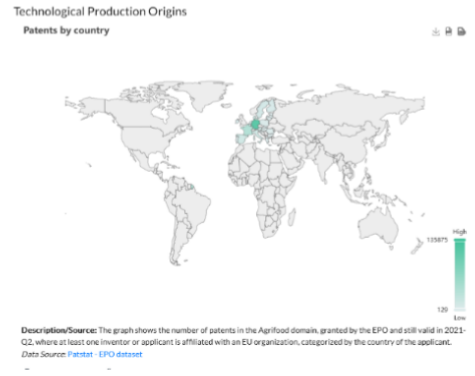 Technological Production Origins
Patents by country
High
115875
129
Low
Description/Source: The graph shows the number of patents in the Agrifood domain, granted by the EPO and still valid in 2021-
Q2, where at least one inventor or applicant is affiliated with an EU organization, categorized by the country of the applicant.
Data Source: Patstat - EPO dataset